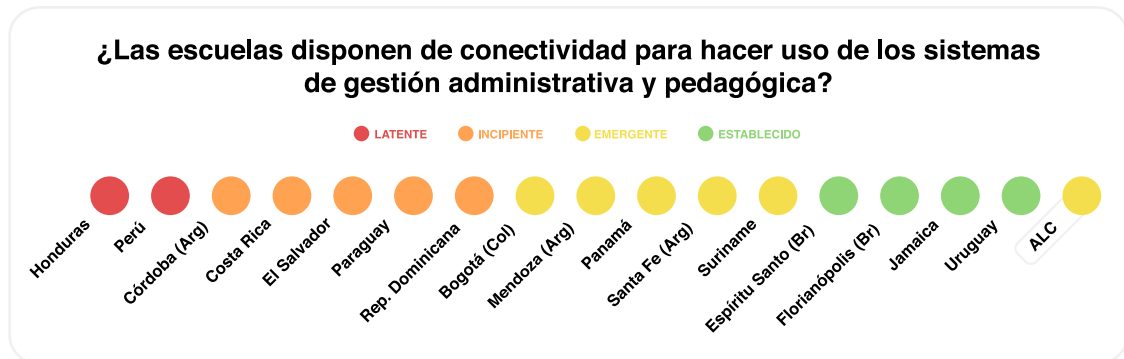 ¿Las escuelas disponen de conectividad para hacer uso de los sistemas
de gestión administrativa y pedagógica?
LATENTE
INCIPIENTE
EMERGENTE
ESTABLECIDO
Honduras
Perú
Córdoba (Arg)
Costa Rica
El Salvador
Paraguay
Rep. Dominicana
Bogotá (Col)
Mendoza (Arg)
Panamá
Santa Fe (Arg)
Suriname
Espíritu Santo (Br)
Florianópolis (Br)
Jamaica
Uruguay
ALC